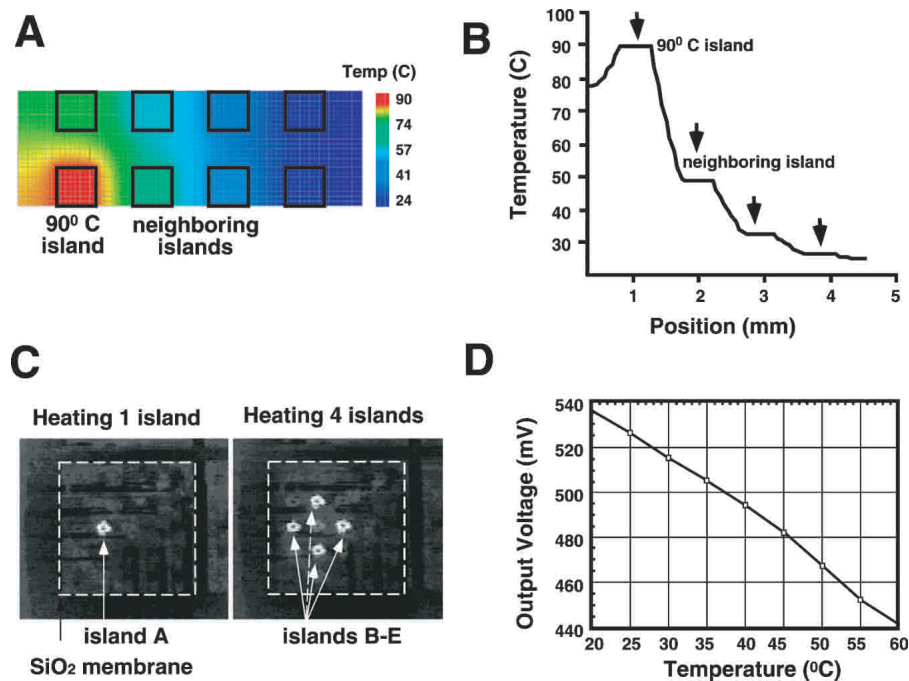 A
Temp (C)
90
74
57
41
24
90⁰ C
island
neighboring
islands
B
Temperature (C)
100
90
80
70
60
50
40
30
90⁰ C island
neighboring island
1
2
3
4
5
Position (mm)
C
Heating 1 island
Heating 4 islands
island A
islands B-E
SiO₂ membrane
D
Output Voltage (mV)
540
520
500
480
460
440
20
25
30
35
40
45
50
55
60
Temperature (⁰C)